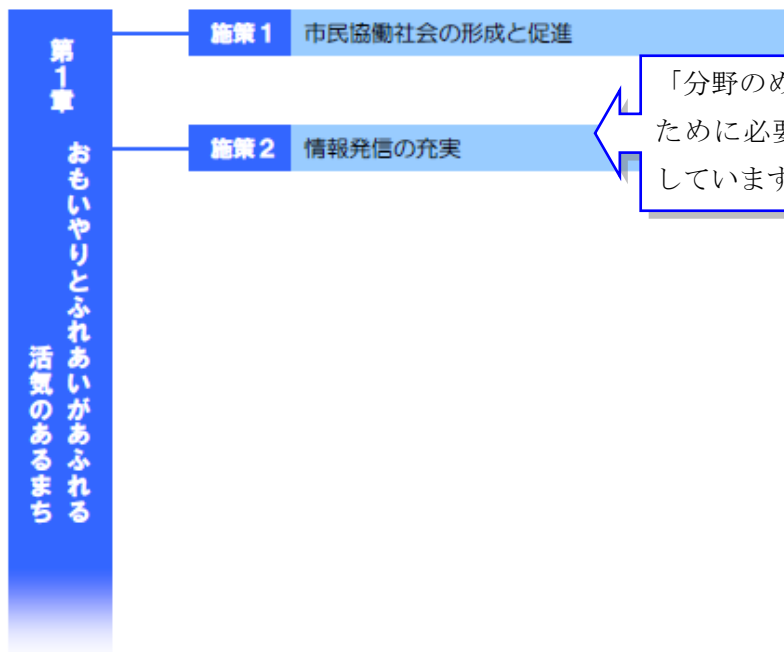 第1章
おもいやりとふれあいがあふれる
活気のあるまち
施策1 市民協働社会の形成と促進
施策2 情報発信の充実
「分野のめ
ために必要
しています